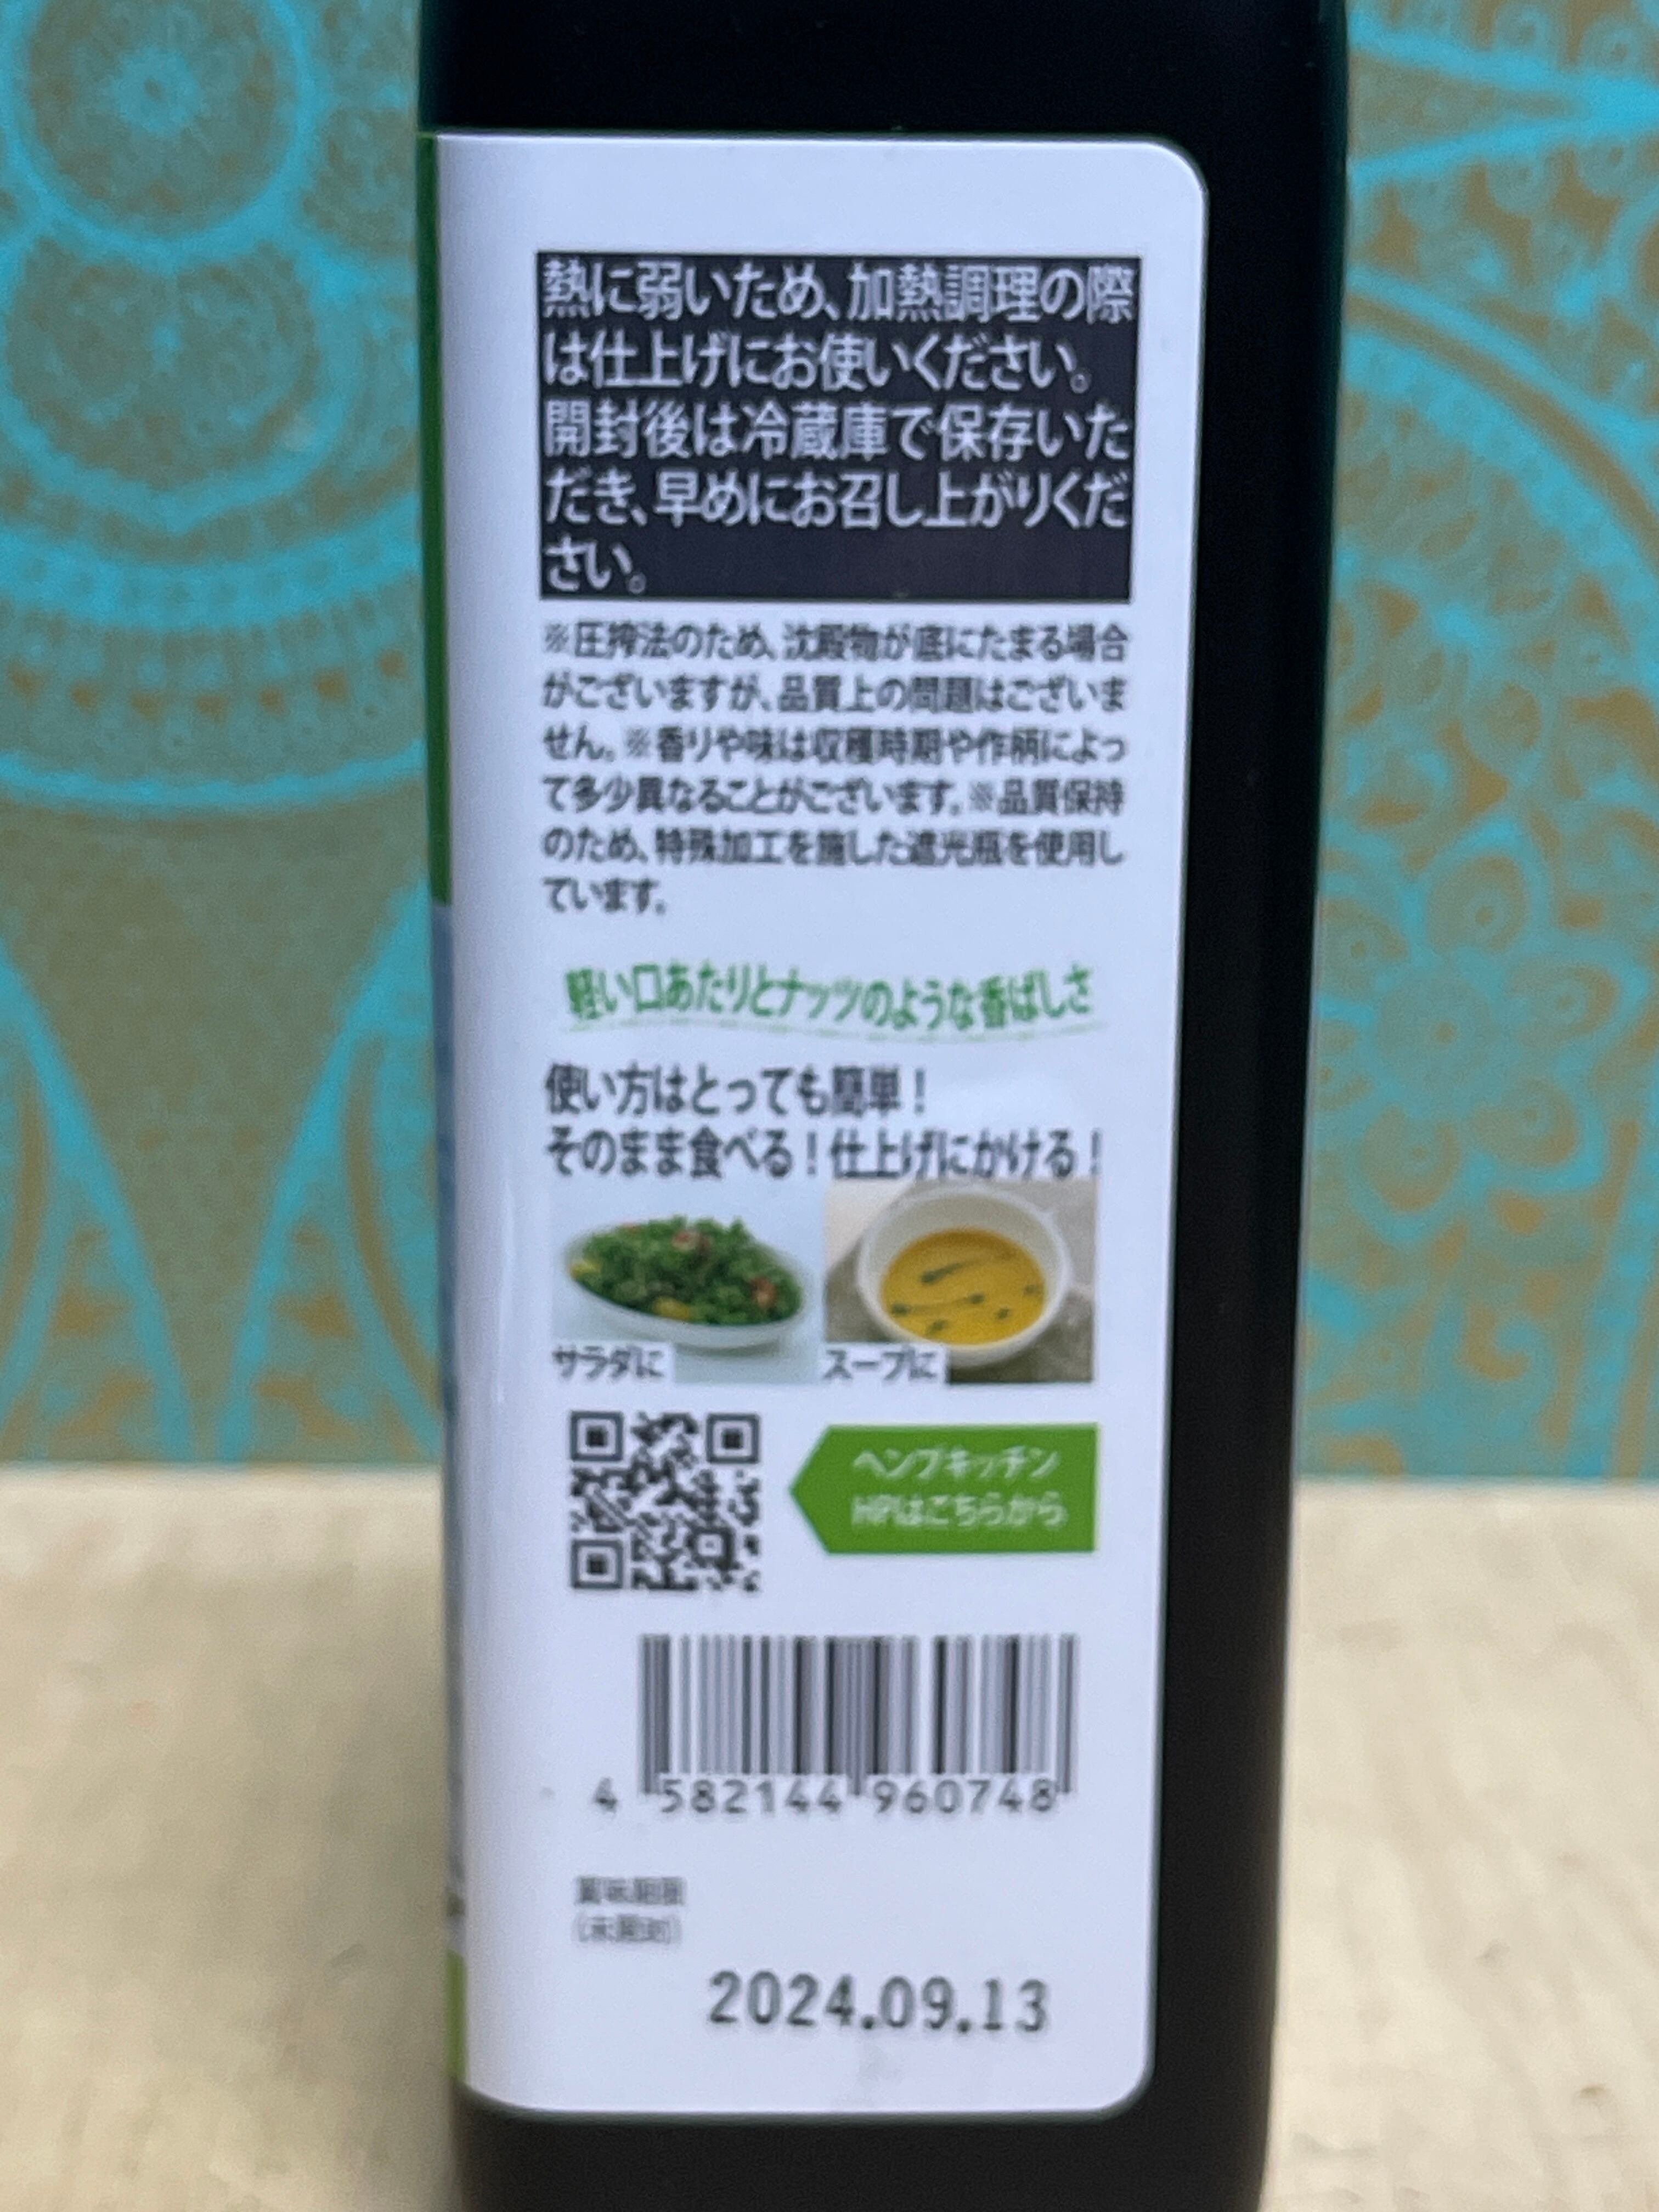 熱に弱いため、加熱調理の際
は仕上げにお使いください。
開封後は冷蔵庫で保存いた
だき、早めにお召し上がりくだ
さい。
※圧搾法のため、沈殿物が底にたまる場合
がございますが、品質上の問題はございま
せん。※香りや味は収穫時期や作柄によっ
て多少異なることがございます。※品質保持
のため、特殊加工を施した遮光瓶を使用し
ています。
軽い口あたりとナッツのような香ばしさ
使い方はとっても簡単！
そのまま食べる！仕上げにかける！
サラダに
スープに
ヘンプキッチン
HPはこちらから
4 582144 960748
賞味期限
（未開封）
2024.09.13